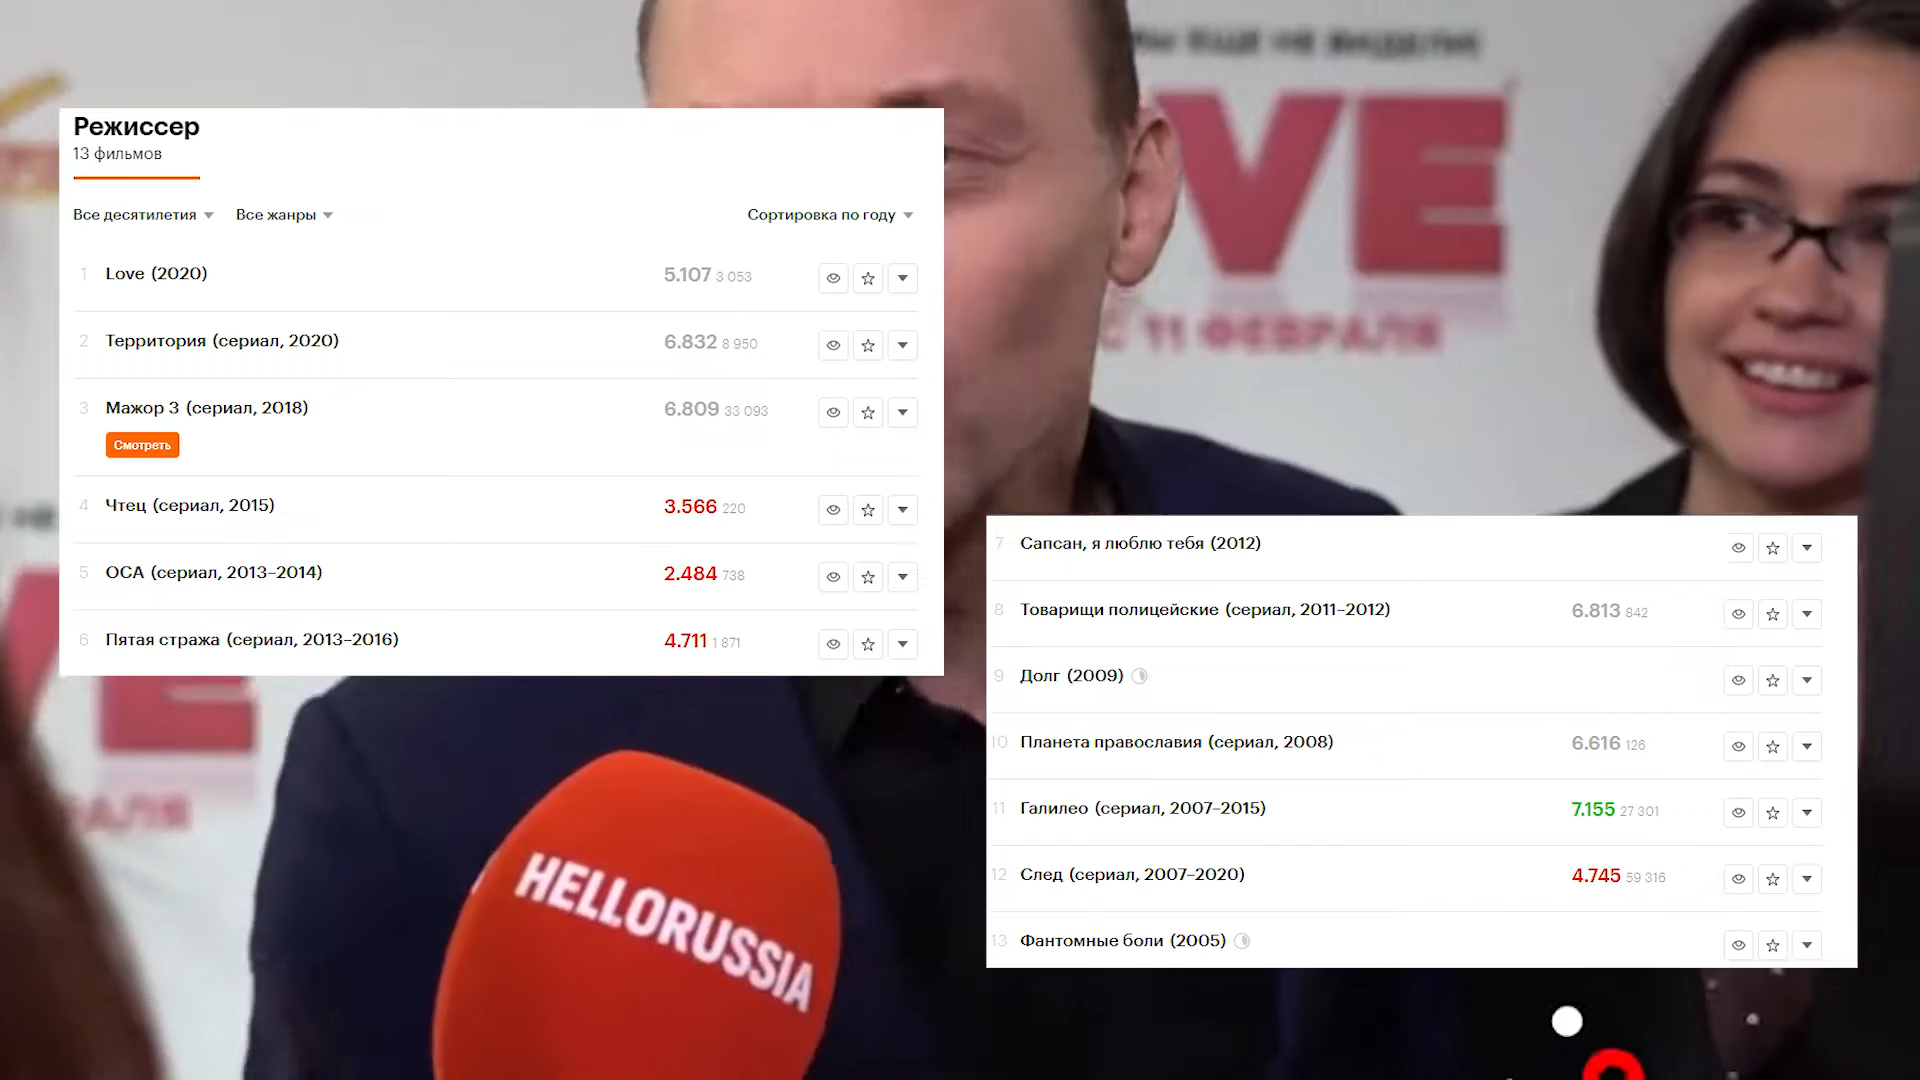 Режиссер
13 фильмов
Все десятилетия Все жанры Сортировка по году
1 Love (2020) 5.107 3 053
2 Территория (сериал, 2020) 6.832 8 950
3 Мажор 3 (сериал, 2018) 6.809 33 093
Смотреть
4 Чтец (сериал, 2015) 3.566 220
5 ОСА (сериал, 2013–2014) 2.484 738
6 Пятая стража (сериал, 2013–2016) 4.711 1 871
7 Сапсан, я люблю тебя (2012)
8 Товарищи полицейские (сериал, 2011–2012) 6.813 842
9 Долг (2009)
10 Планета православия (сериал, 2008) 6.616 126
11 Галилео (сериал, 2007–2015) 7.155 27 301
12 След (сериал, 2007–2020) 4.745 59 316
13 Фантомные боли (2005)
ЕЩЕ НЕ ВИДЕЛИ
VE
С 11 ФЕВРАЛЯ
HELLORUSSIA